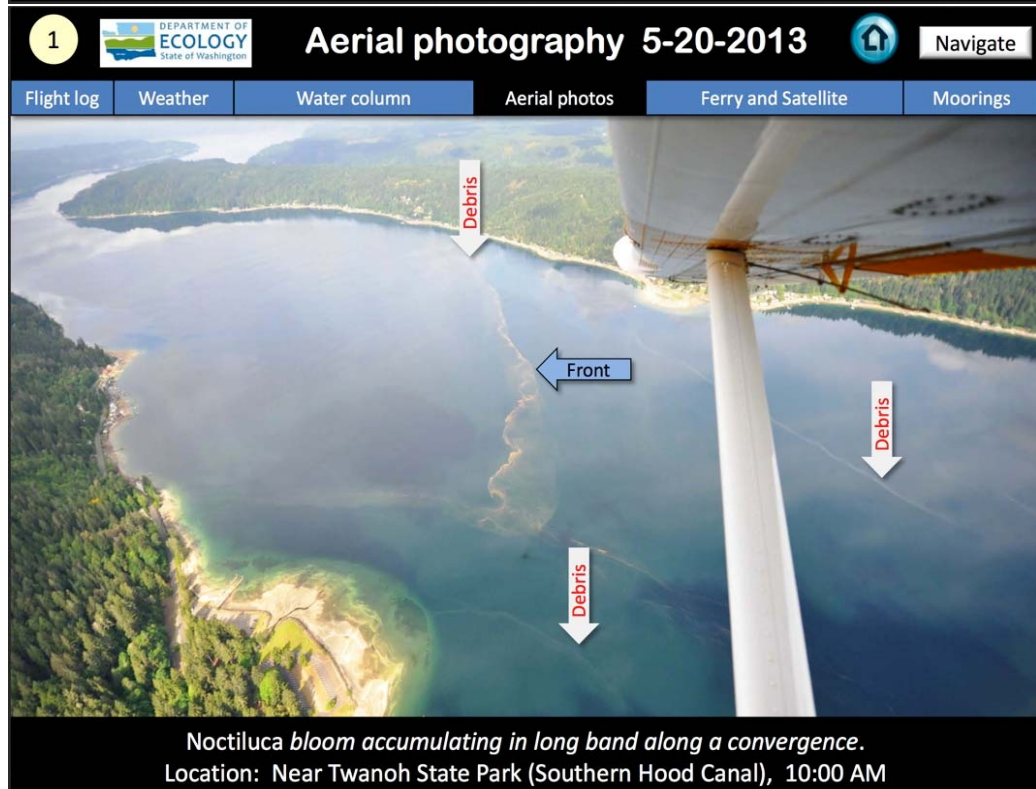 1
DEPARTMENT OF
ECOLOGY
State of Washington
Aerial photography 5-20-2013
Navigate
Flight log
Weather
Water column
Aerial photos
Ferry and Satellite
Moorings
Debris
Front
Debris
Debris
Noctiluca bloom accumulating in long band along a convergence.
Location: Near Twanoh State Park (Southern Hood Canal), 10:00 AM